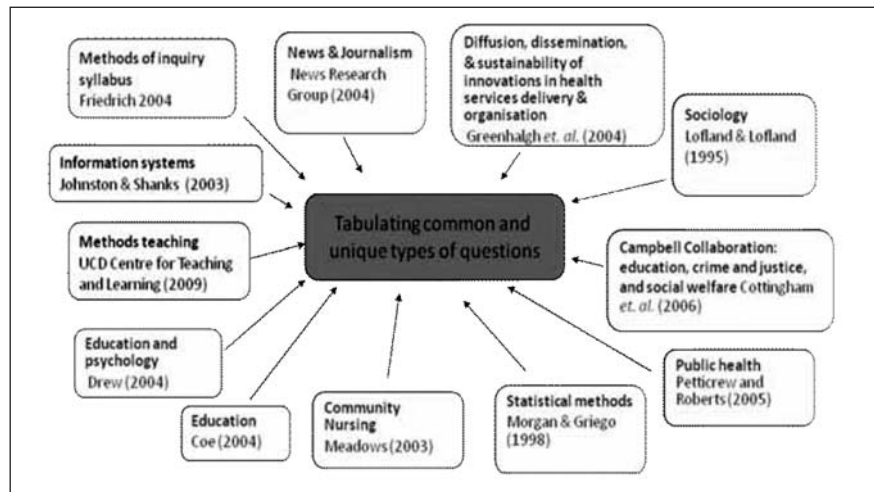 Methods of inquiry
syllabus
Friedrich 2004
News & Journalism
News Research
Group (2004)
Diffusion, dissemination,
& sustainability of
innovations in health
services delivery &
organisation
Greenhalgh et. al. (2004)
Sociology
Lofland & Lofland
(1995)
Information systems
Johnston & Shanks (2003)
Tabulating common and
unique types of questions
Methods teaching
UCD Centre for Teaching
and Learning (2009)
Campbell Collaboration:
education, crime and justice,
and social welfare Cottingham
et. al. (2006)
Education and
psychology
Drew (2004)
Public health
Petticrew and
Roberts (2005)
Education
Coe (2004)
Community
Nursing
Meadows (2003)
Statistical methods
Morgan & Griego
(1998)